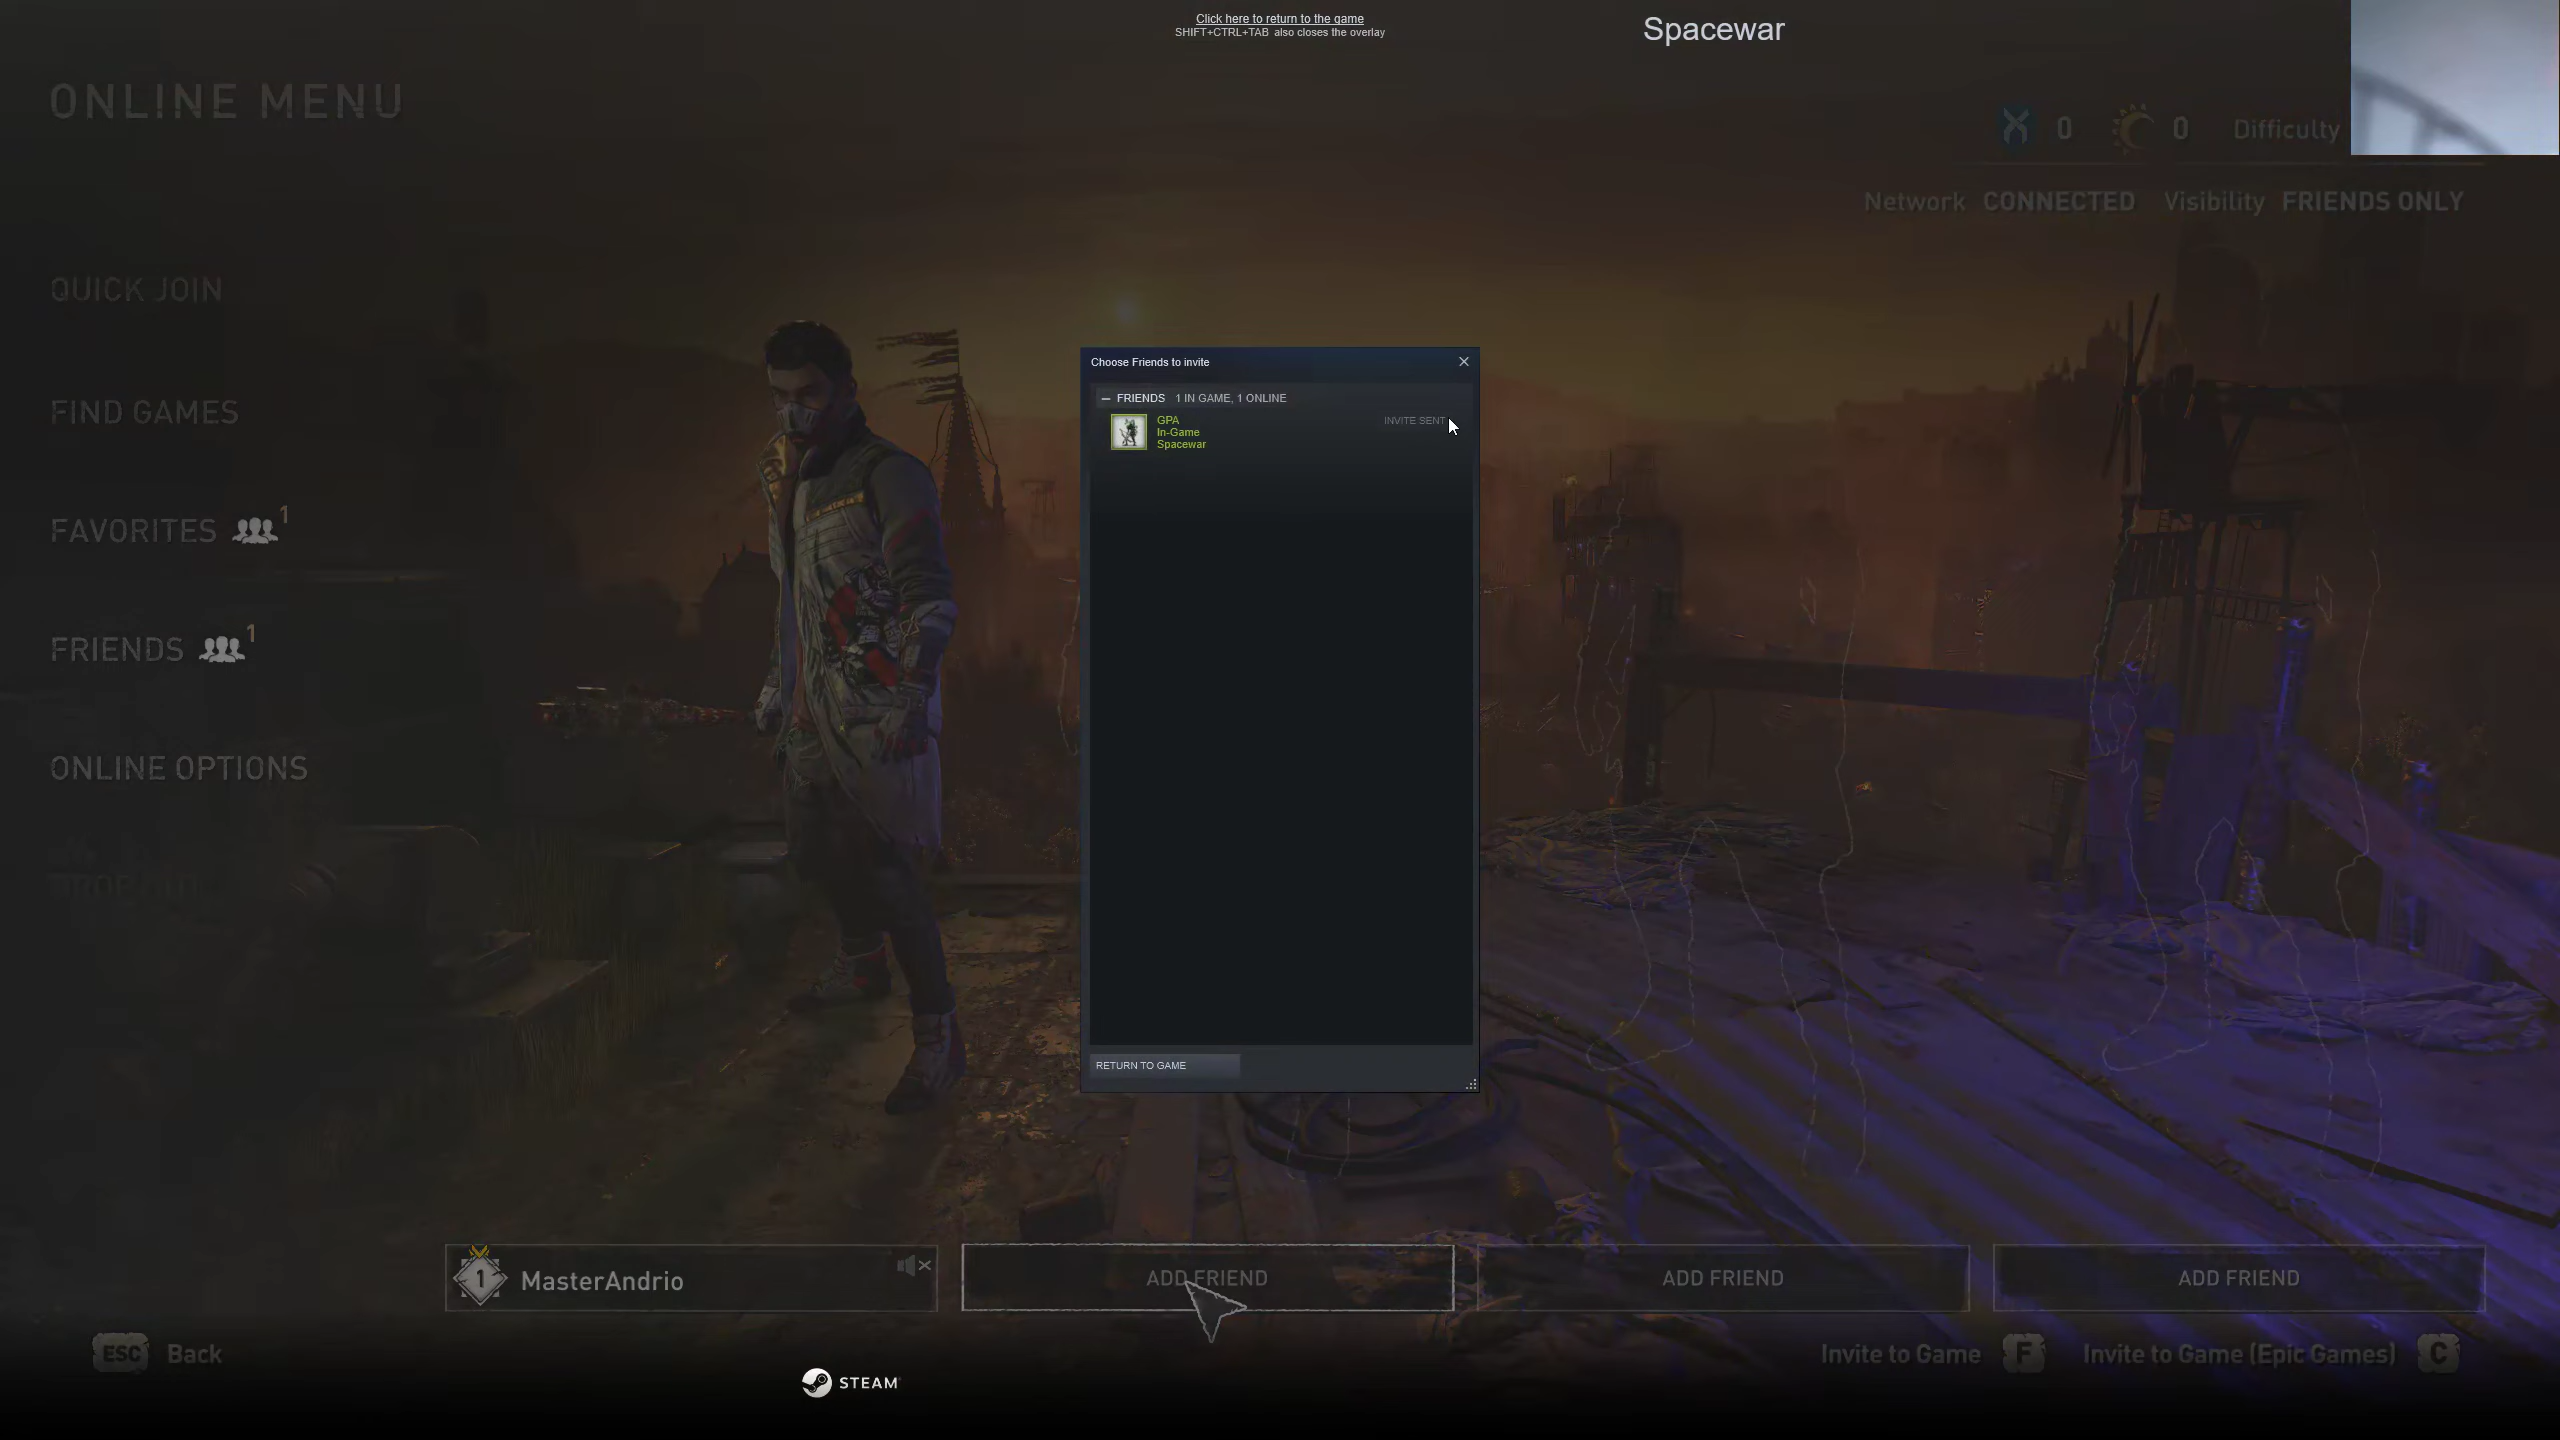 Click here to return to the game
SHIFT+CTRL+TAB also closes the overlay
Spacewar
ONLINE MENU
0 0 Difficulty
Network CONNECTED Visibility FRIENDS ONLY
QUICK JOIN
FIND GAMES
FAVORITES 1
FRIENDS 1
ONLINE OPTIONS
Choose Friends to invite
FRIENDS 1 IN GAME, 1 ONLINE
GPA
INVITE SENT
In-Game
Spacewar
RETURN TO GAME
1 MasterAndrio
ADD FRIEND
ADD FRIEND
ADD FRIEND
ESC Back
Invite to Game F Invite to Game (Epic Games) C
STEAM